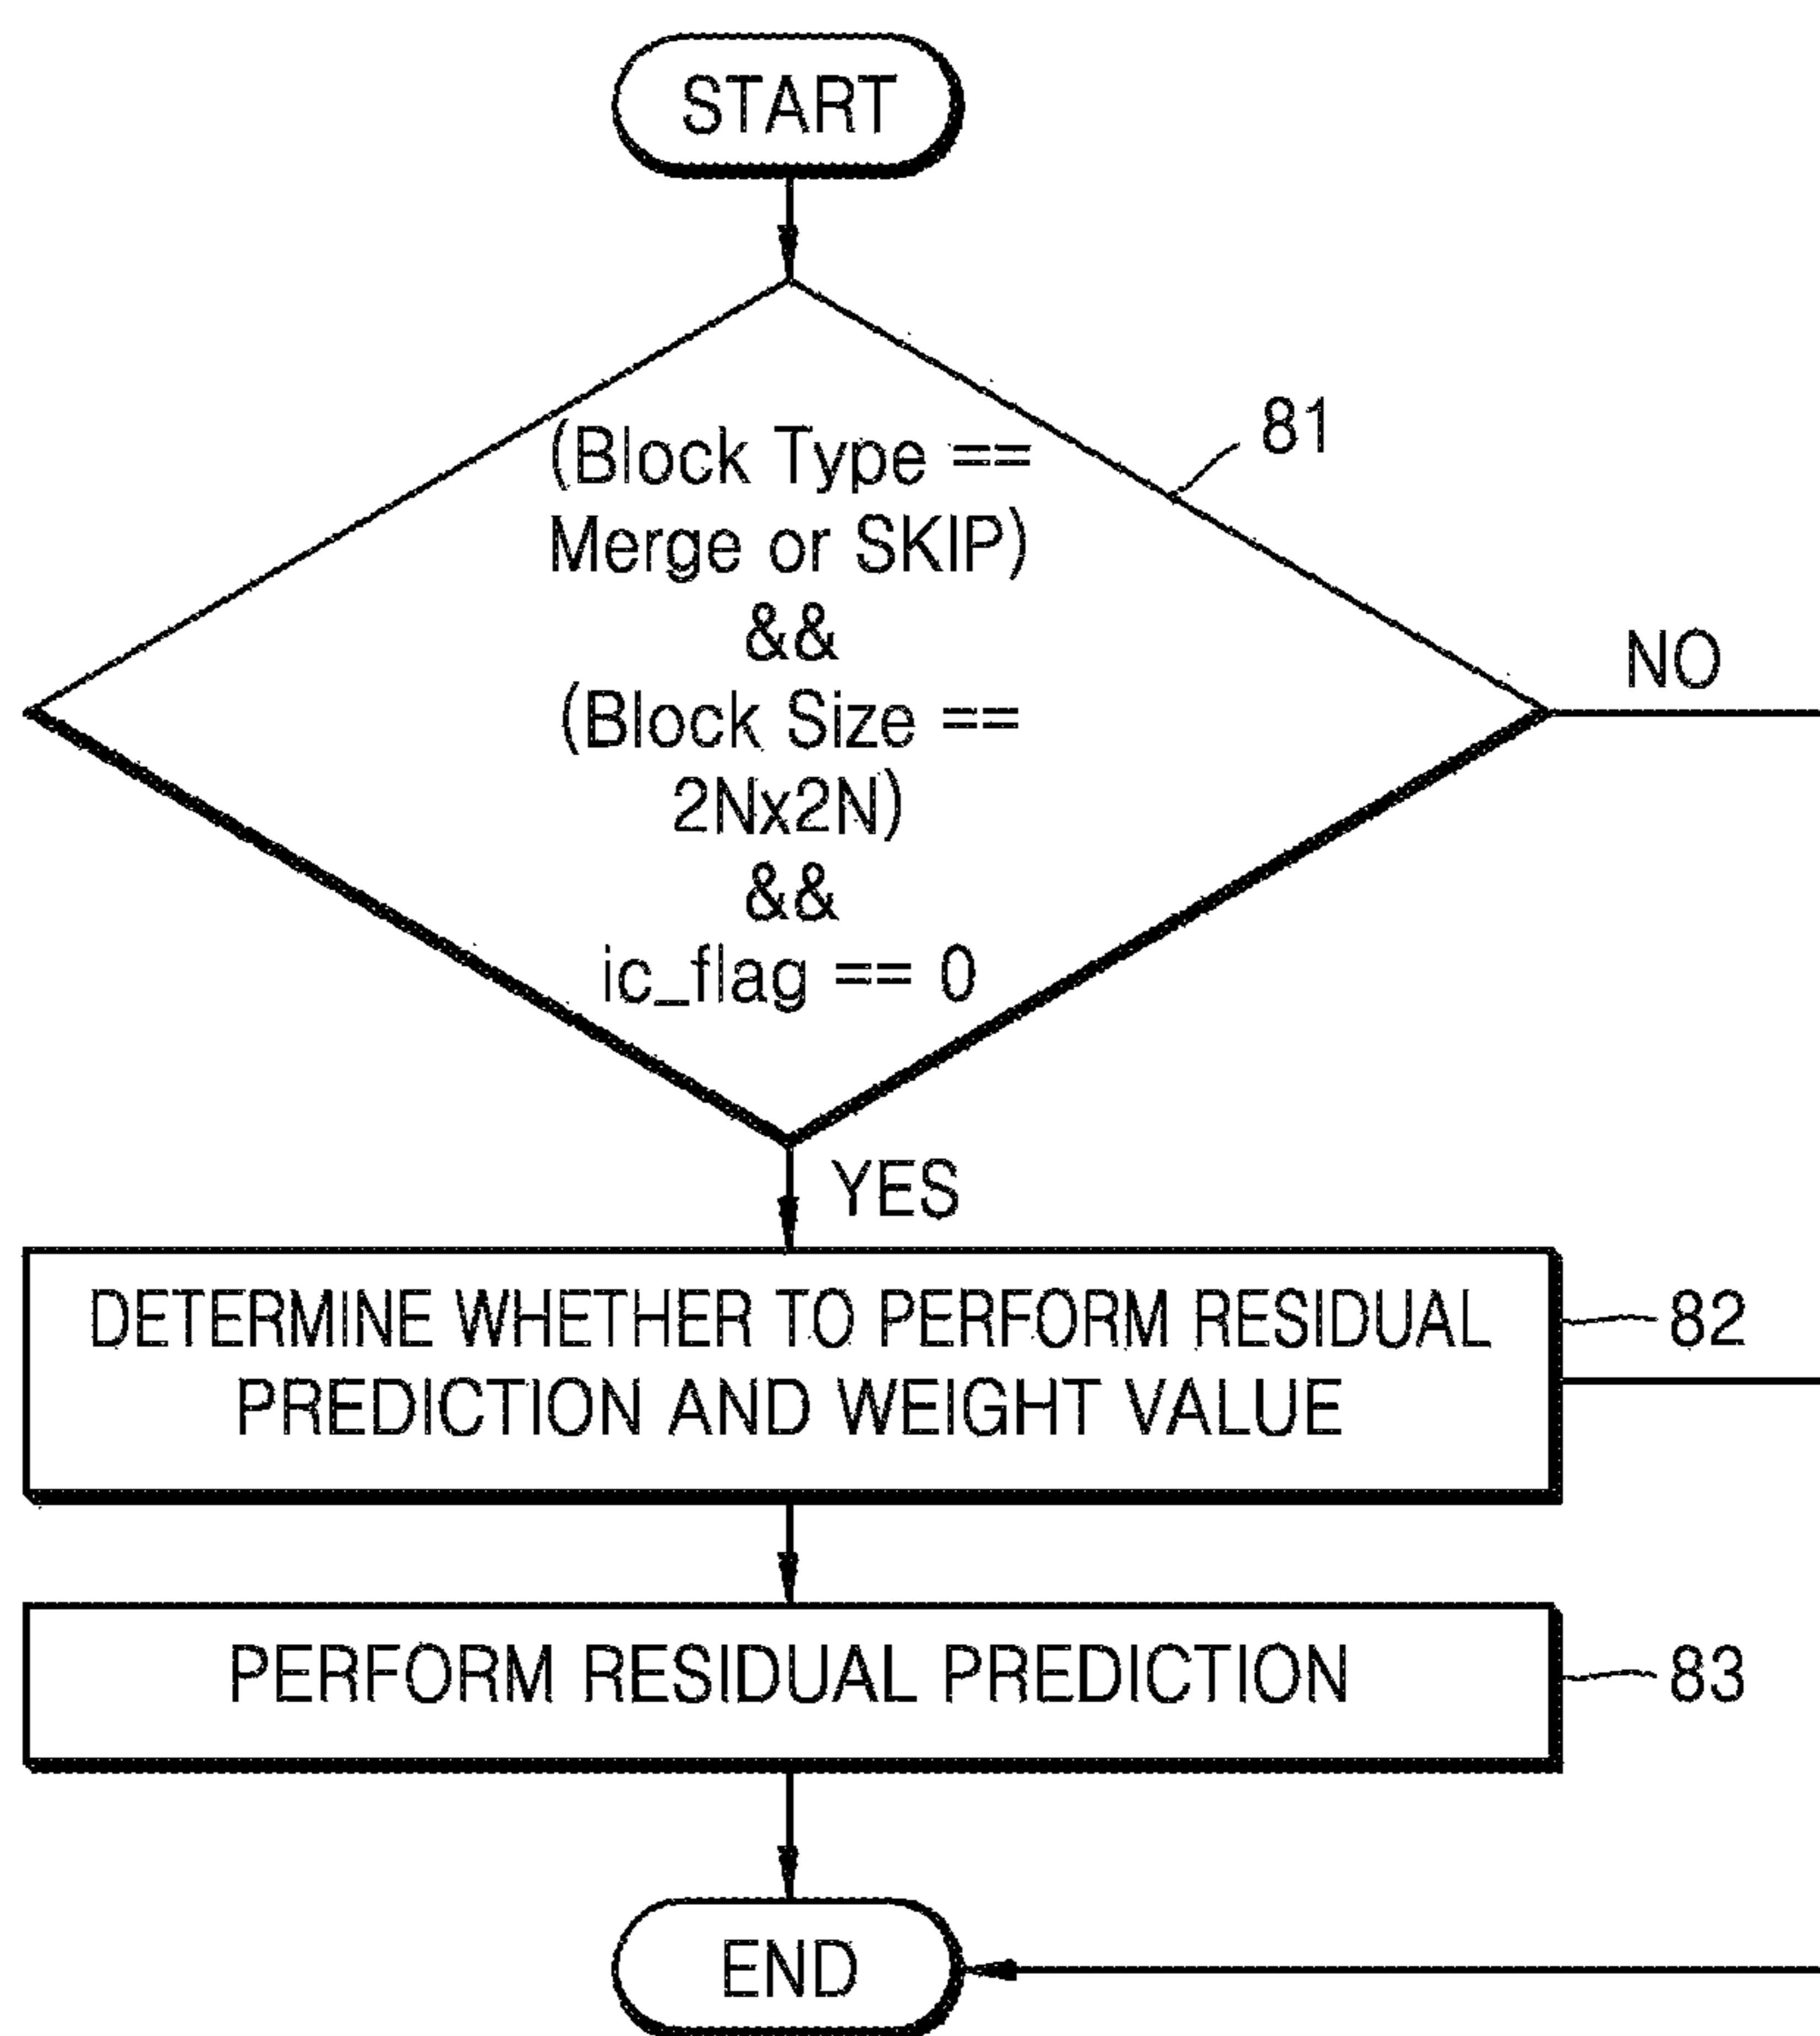 START
(Block Type ==
Merge or SKIP)
&&
(Block Size ==
2Nx2N)
&&
ic_flag == 0
81
NO
YES
DETERMINE WHETHER TO PERFORM RESIDUAL
PREDICTION AND WEIGHT VALUE
82
PERFORM RESIDUAL PREDICTION
83
END